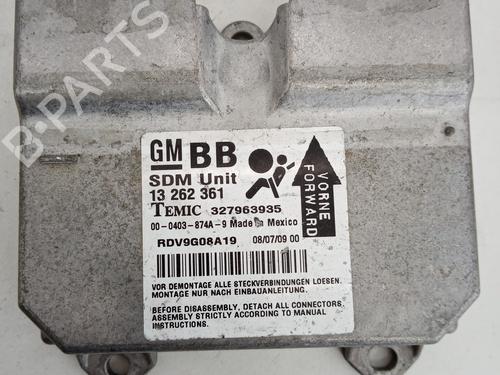 B-PARTS
GM BB
SDM Unit
13 262 361
TEMIC 327963935
00-0403-874A-9 Made in Mexico
RDV9G08A19 08/07/09 00
VORNE
FORWARD
VOR DEMONTAGE ALLE STECKVERBINDUNGEN LOESEN.
MONTAGE NUR NACH EINBAUANLEITUNG.
BEFORE DISASSEMBLY, DETACH ALL CONNECTORS,
ASSEMBLY STRICTLY ACCORDING TO MANUAL
INSTRUCTIONS.